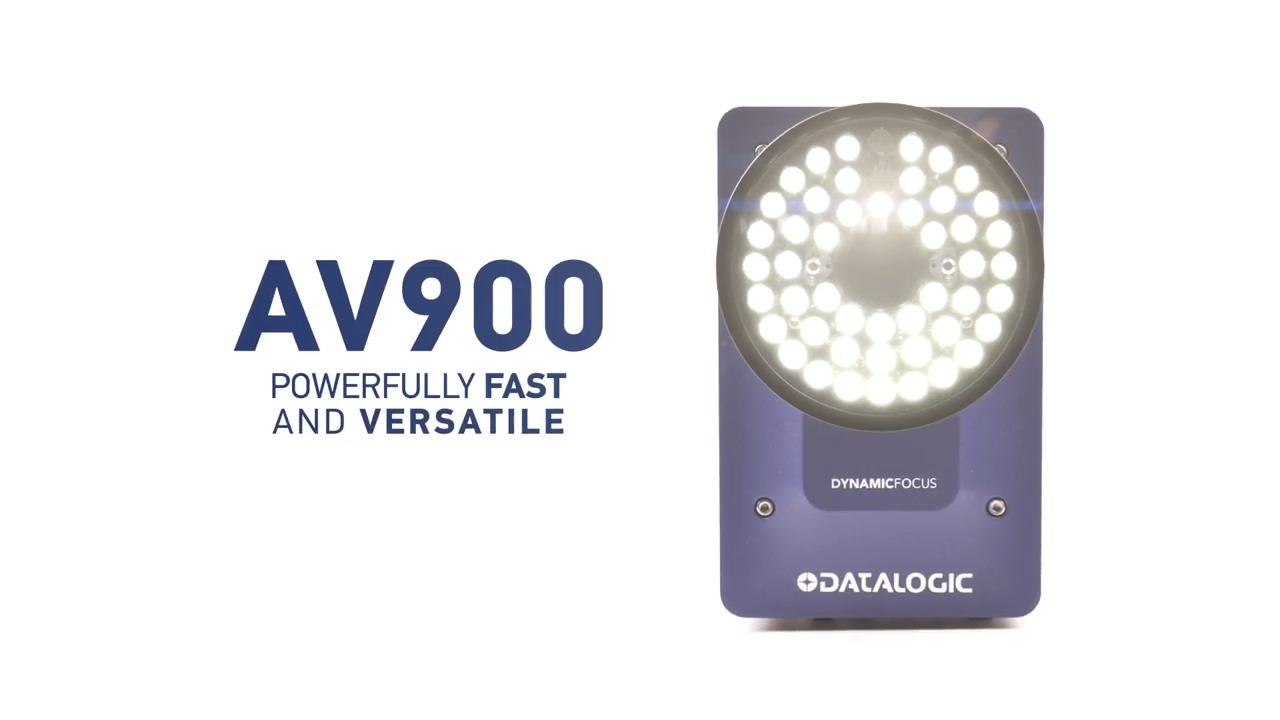 AV900
POWERFULLY FAST
AND VERSATILE
DYNAMICFOCUS
DATALOGIC